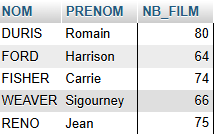 NOM PRENOM NB_FILM
DURIS Romain 80
FORD Harrison 64
FISHER Carrie 74
WEAVER Sigourney 66
RENO Jean 75